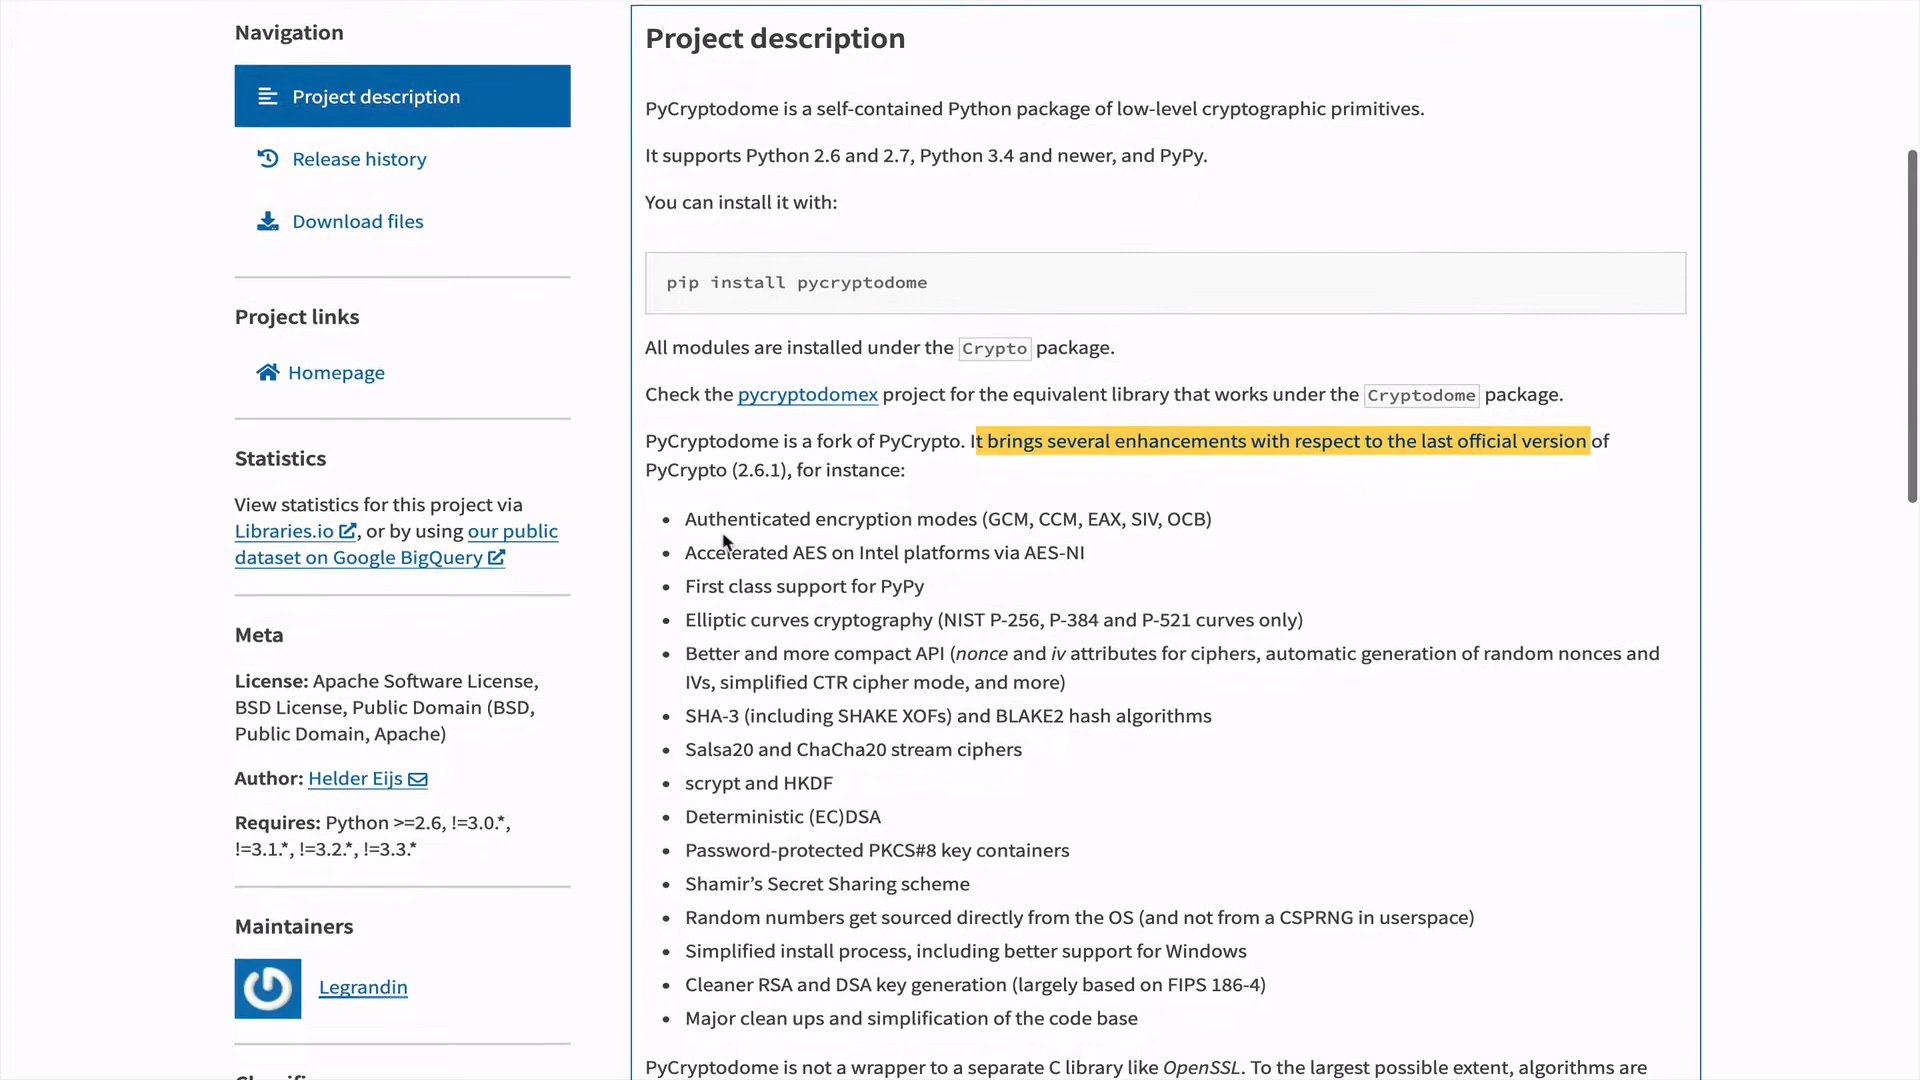 Navigation
Project description
Release history
Download files
Project links
Homepage
Statistics
View statistics for this project via
Libraries.io , or by using our public
dataset on Google BigQuery
Meta
License: Apache Software License,
BSD License, Public Domain (BSD,
Public Domain, Apache)
Author: Helder Eijs
Requires: Python >=2.6, !=3.0.*,
!=3.1.*, !=3.2.*, !=3.3.*
Maintainers
Legrandin
Project description
PyCryptodome is a self-contained Python package of low-level cryptographic primitives.
It supports Python 2.6 and 2.7, Python 3.4 and newer, and PyPy.
You can install it with:
pip install pycryptodome
All modules are installed under the Crypto package.
Check the pycryptodomex project for the equivalent library that works under the Cryptodome package.
PyCryptodome is a fork of PyCrypto. It brings several enhancements with respect to the last official version of
PyCrypto (2.6.1), for instance:
• Authenticated encryption modes (GCM, CCM, EAX, SIV, OCB)
• Accelerated AES on Intel platforms via AES-NI
• First class support for PyPy
• Elliptic curves cryptography (NIST P-256, P-384 and P-521 curves only)
• Better and more compact API (nonce and iv attributes for ciphers, automatic generation of random nonces and
IVs, simplified CTR cipher mode, and more)
• SHA-3 (including SHAKE XOFs) and BLAKE2 hash algorithms
• Salsa20 and ChaCha20 stream ciphers
• scrypt and HKDF
• Deterministic (EC)DSA
• Password-protected PKCS#8 key containers
• Shamir’s Secret Sharing scheme
• Random numbers get sourced directly from the OS (and not from a CSPRNG in userspace)
• Simplified install process, including better support for Windows
• Cleaner RSA and DSA key generation (largely based on FIPS 186-4)
• Major clean ups and simplification of the code base
PyCryptodome is not a wrapper to a separate C library like OpenSSL. To the largest possible extent, algorithms are